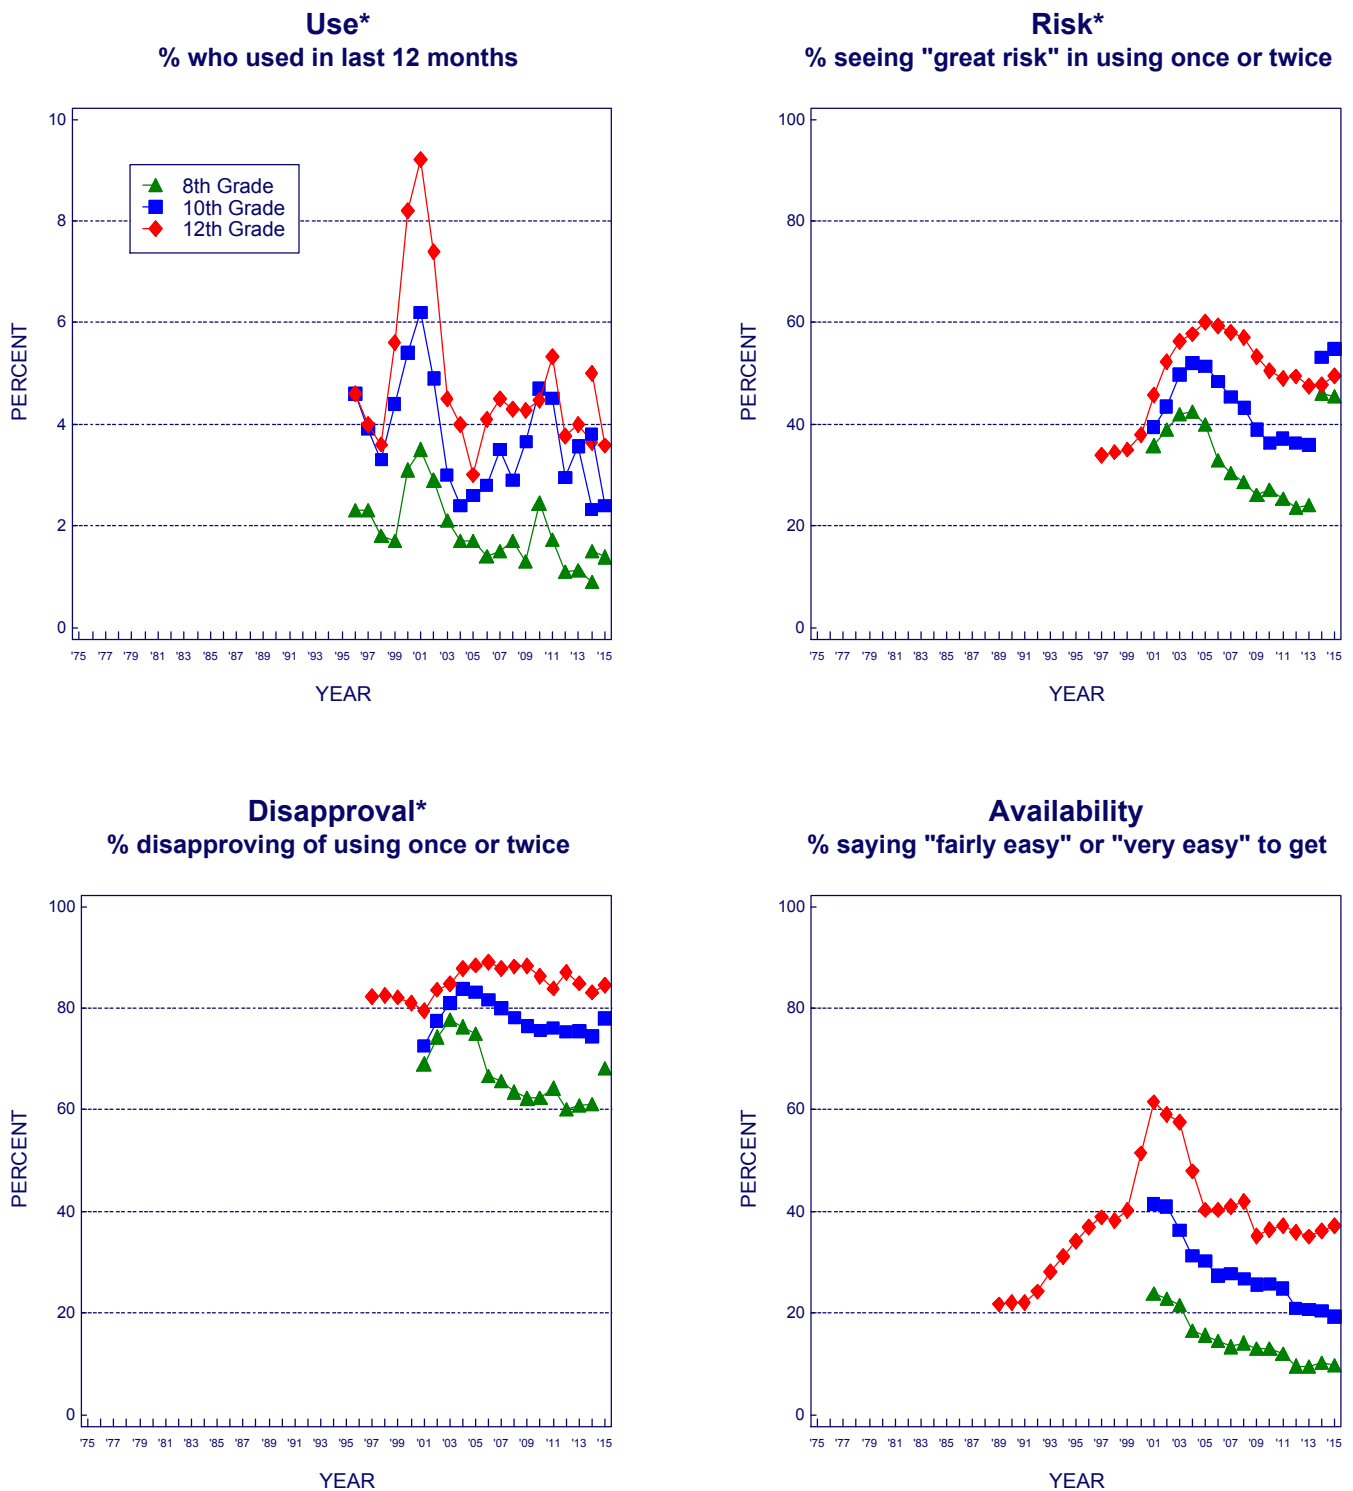 Use*
% who used in last 12 months
10
8
6
4
2
0
PERCENT
8th Grade
10th Grade
12th Grade
'75 '77 '79 '81 '83 '85 '87 '89 '91 '93 '95 '97 '99 '01 '03 '05 '07 '09 '11 '13 '15
YEAR
Risk*
% seeing "great risk" in using once or twice
100
80
60
40
20
0
PERCENT
'75 '77 '79 '81 '83 '85 '87 '89 '91 '93 '95 '97 '99 '01 '03 '05 '07 '09 '11 '13 '15
YEAR
Disapproval*
% disapproving of using once or twice
100
80
60
40
20
0
PERCENT
'75 '77 '79 '81 '83 '85 '87 '89 '91 '93 '95 '97 '99 '01 '03 '05 '07 '09 '11 '13 '15
YEAR
Availability
% saying "fairly easy" or "very easy" to get
100
80
60
40
20
0
PERCENT
'75 '77 '79 '81 '83 '85 '87 '89 '91 '93 '95 '97 '99 '01 '03 '05 '07 '09 '11 '13 '15
YEAR